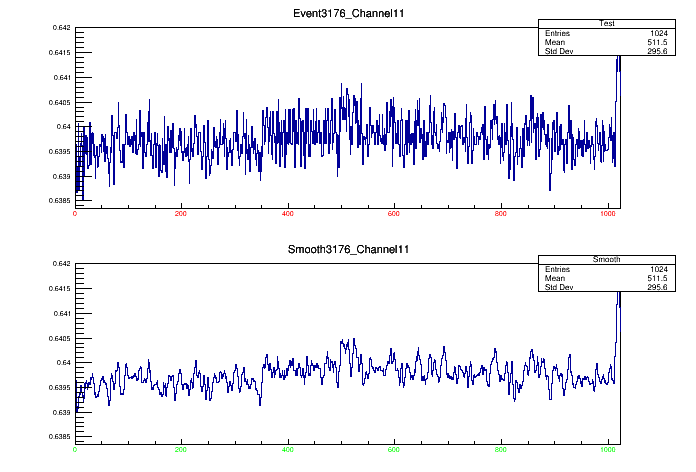 Event3176_Channel11
Test
Entries 1024
Mean 511.5
Std Dev 295.6
0.642
0.6415
0.641
0.6405
0.64
0.6395
0.639
0.6385
0 200 400 600 800 1000
Smooth3176_Channel11
Smooth
Entries 1024
Mean 511.5
Std Dev 295.6
0.642
0.6415
0.641
0.6405
0.64
0.6395
0.639
0.6385
0 200 400 600 800 1000